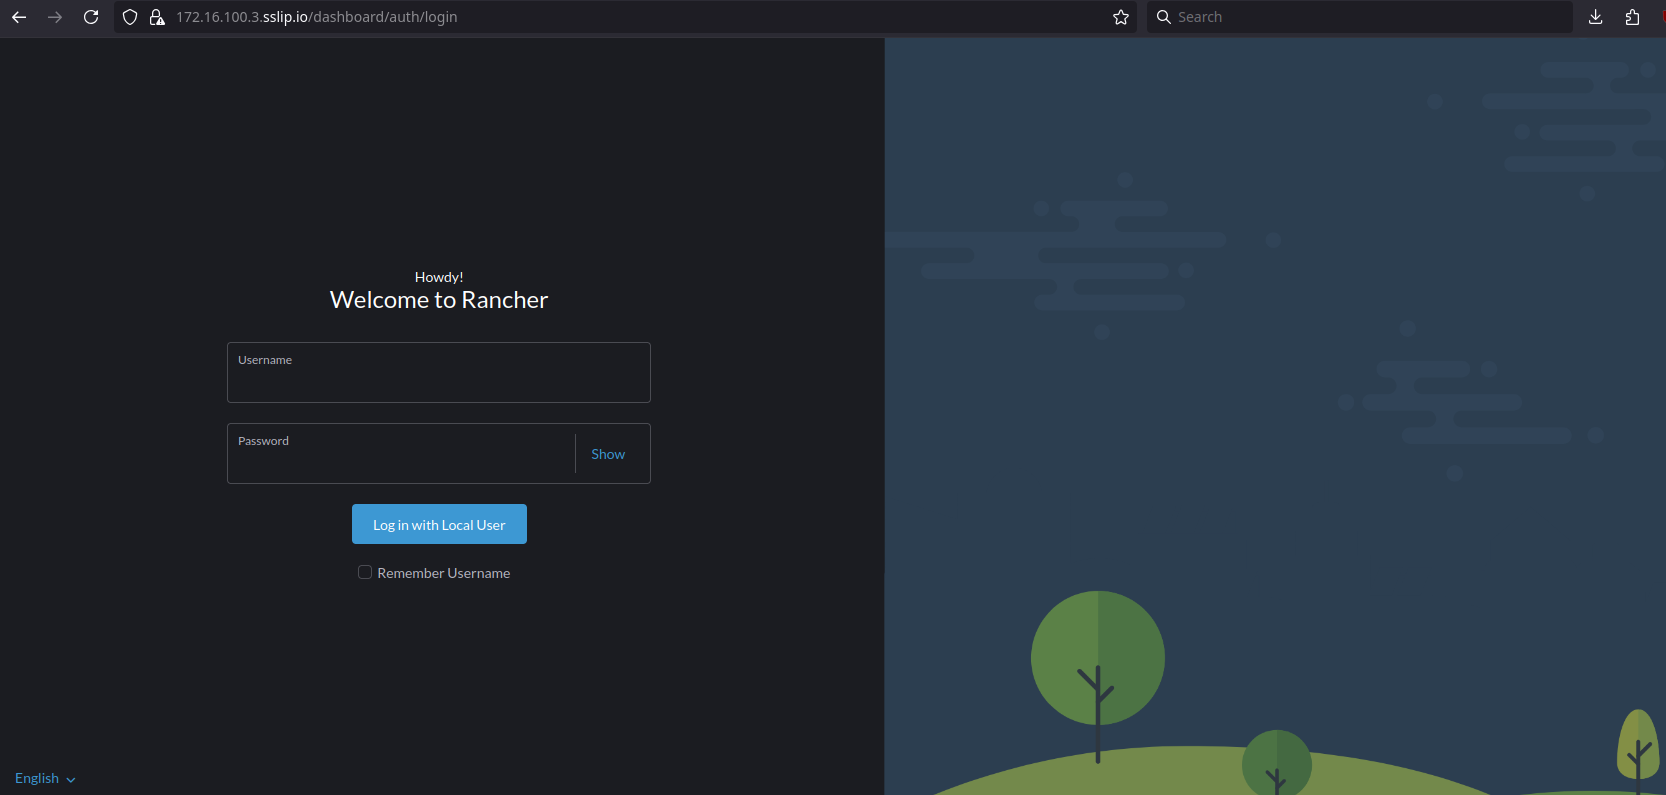 172.16.100.3.sslip.io/dashboard/auth/login
Search
Howdy!
Welcome to Rancher
Username
Password
Show
Log in with Local User
Remember Username
English